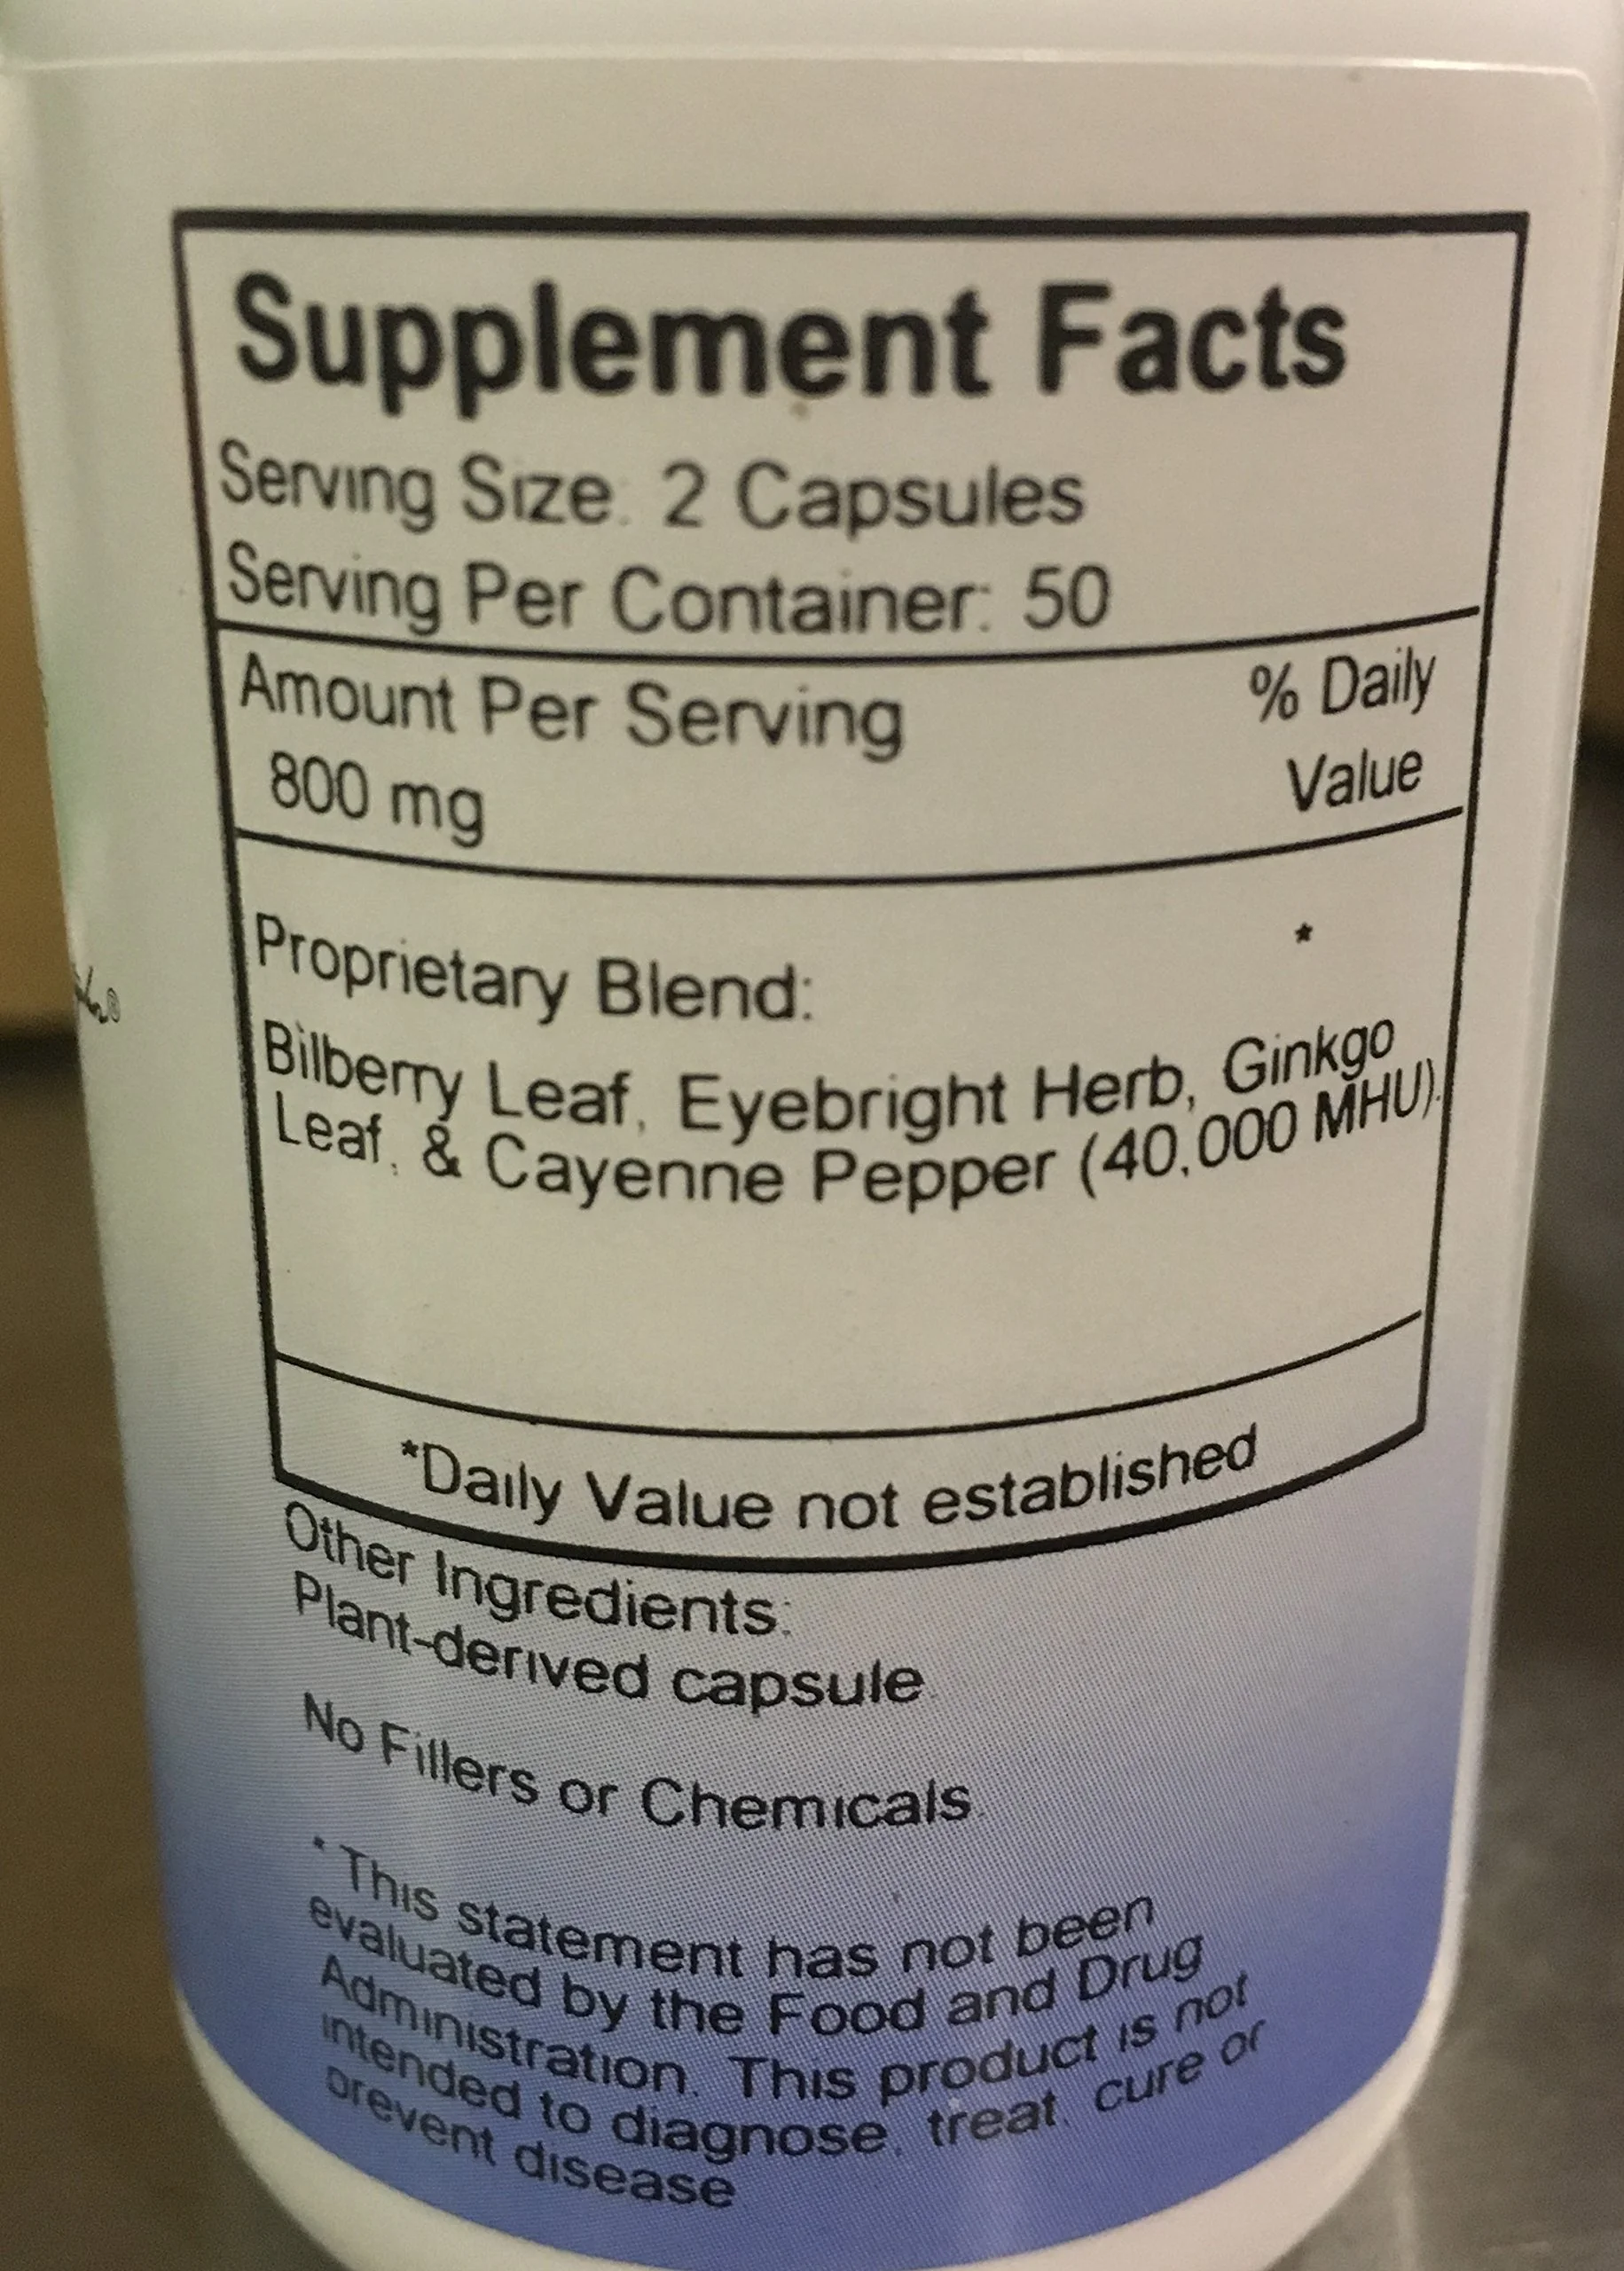 Supplement Facts
Serving Size: 2 Capsules
Serving Per Container: 50
Amount Per Serving % Daily
800 mg Value
Proprietary Blend: *
Bilberry Leaf, Eyebright Herb, Ginkgo
Leaf, & Cayenne Pepper (40,000 MHU).
*Daily Value not established
Other Ingredients:
Plant-derived capsule
No Fillers or Chemicals
* This statement has not been
evaluated by the Food and Drug
Administration. This product is not
intended to diagnose, treat, cure or
prevent disease